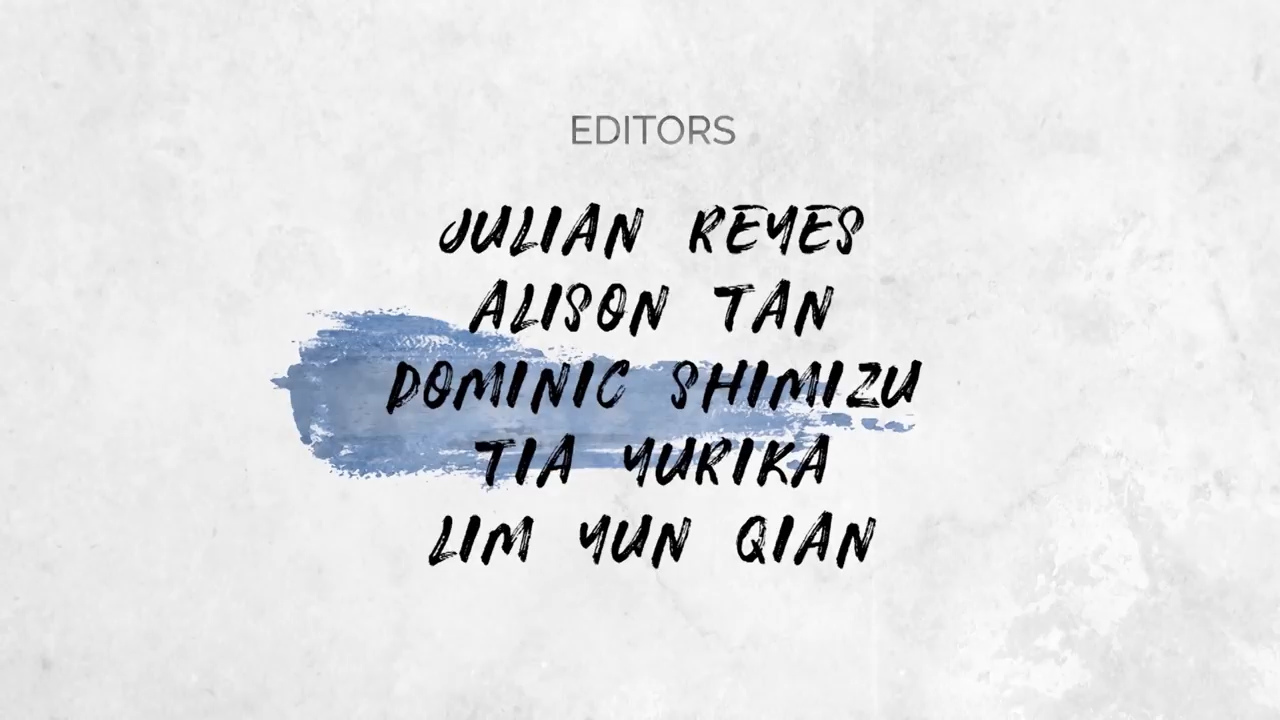 EDITORS
JULIAN REYES
ALISON TAN
DOMINIC SHIMIZU
TIA YURIKA
LIM YUN QIAN